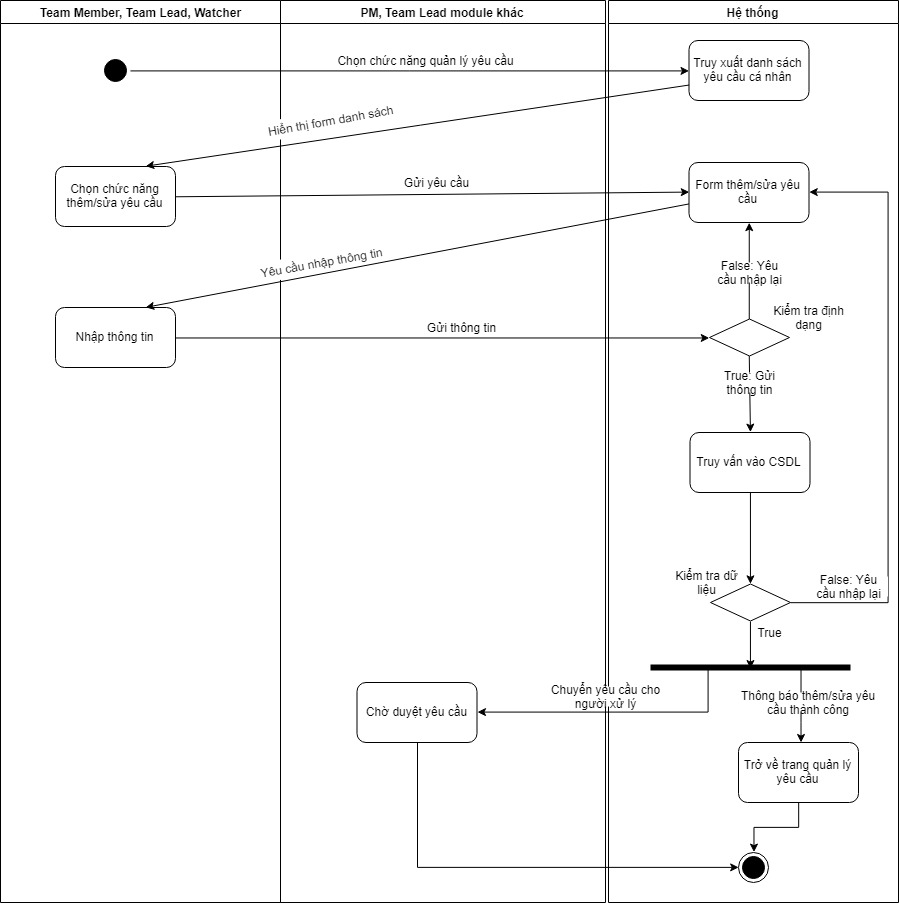 Team Member, Team Lead, Watcher
PM, Team Lead module khác
Hệ thống
Chọn chức năng quản lý yêu cầu
Truy xuất danh sách
yêu cầu cá nhân
Hiển thị form danh sách
Chọn chức năng
thêm/sửa yêu cầu
Gửi yêu cầu
Form thêm/sửa yêu
cầu
Yêu cầu nhập thông tin
False: Yêu
cầu nhập lại
Kiểm tra định
dạng
Nhập thông tin
Gửi thông tin
True: Gửi
thông tin
Truy vấn vào CSDL
Kiểm tra dữ
liệu
False: Yêu
cầu nhập lại
True
Chuyển yêu cầu cho
người xử lý
Thông báo thêm/sửa yêu
cầu thành công
Chờ duyệt yêu cầu
Trở về trang quản lý
yêu cầu